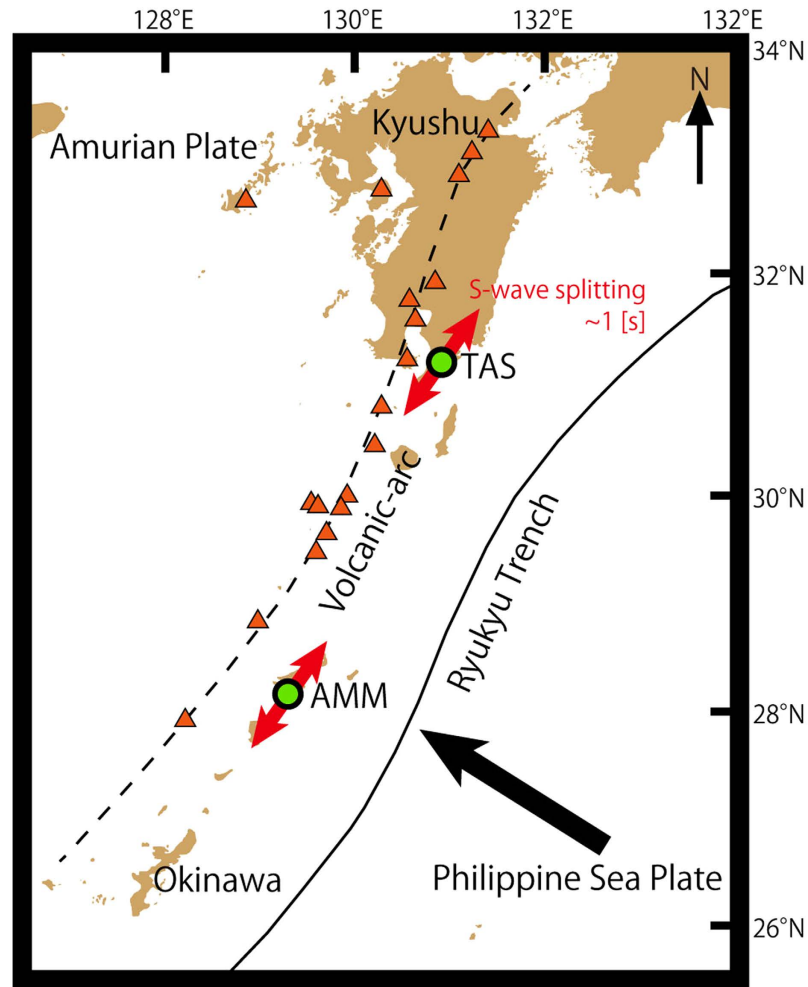 128°E
130°E
132°E
132°E
34°N
N
Kyushu
Amurian Plate
32°N
S-wave splitting
~1 [s]
TAS
30°N
Volcanic-arc
Ryukyu Trench
AMM
28°N
Okinawa
Philippine Sea Plate
26°N